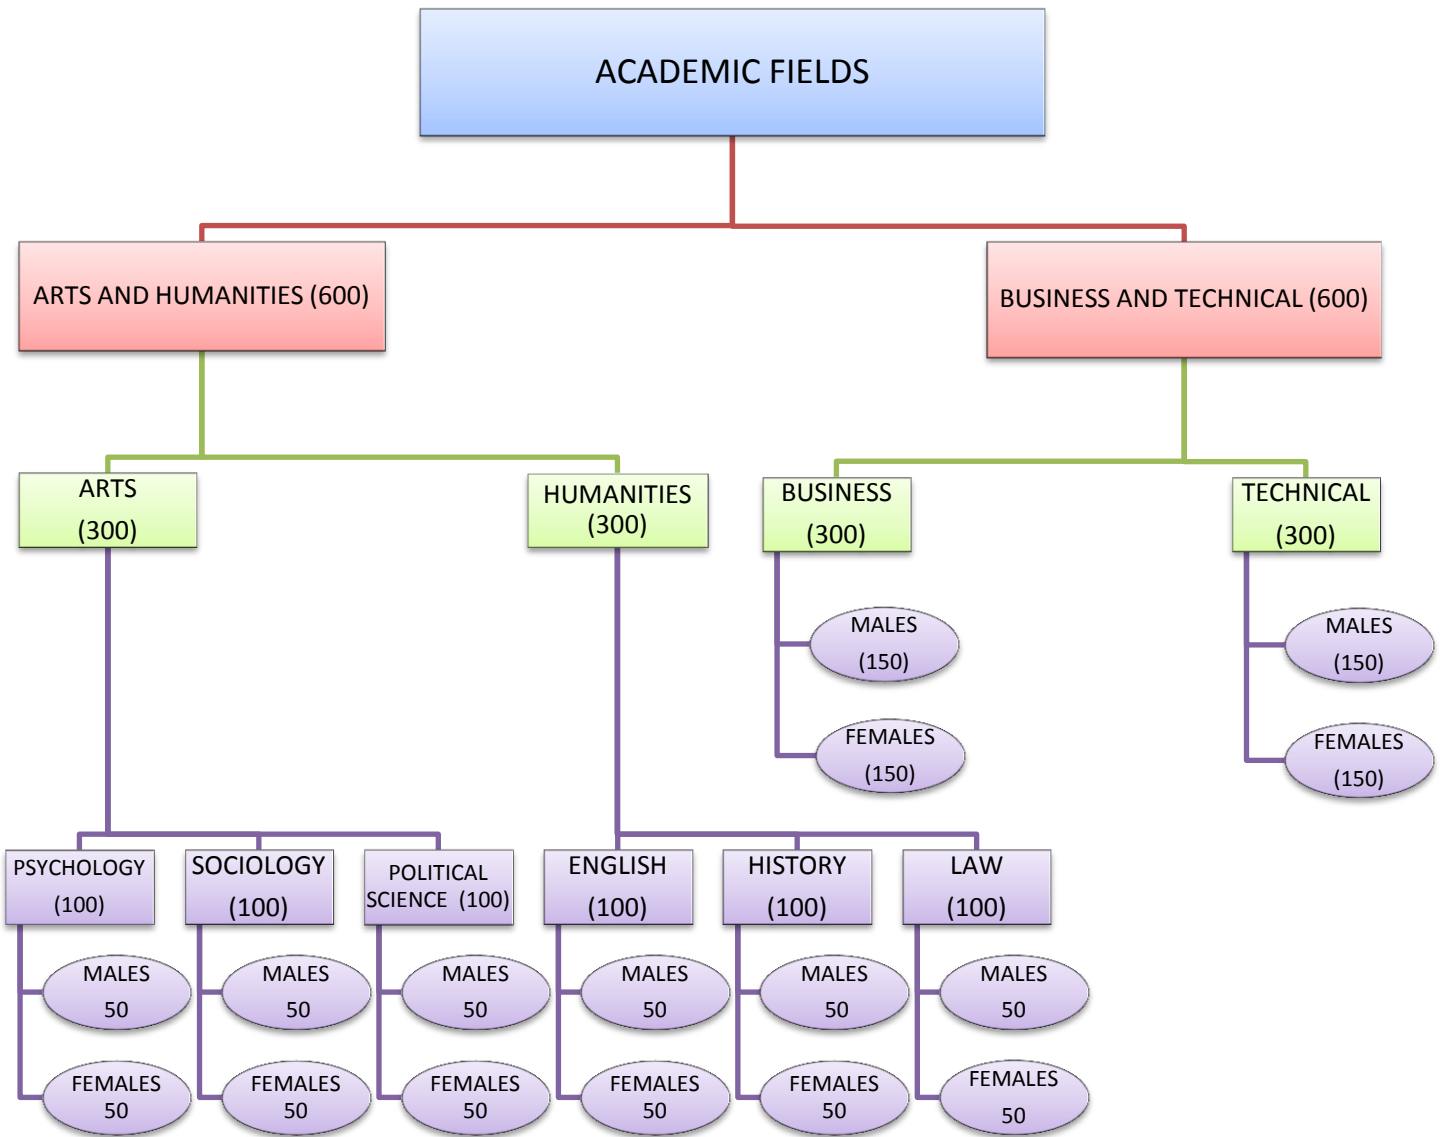 ACADEMIC FIELDS
ARTS AND HUMANITIES (600)
BUSINESS AND TECHNICAL (600)
ARTS
(300)
HUMANITIES
(300)
BUSINESS
(300)
TECHNICAL
(300)
MALES
(150)
FEMALES
(150)
MALES
(150)
FEMALES
(150)
PSYCHOLOGY
(100)
SOCIOLOGY
(100)
POLITICAL
SCIENCE (100)
ENGLISH
(100)
HISTORY
(100)
LAW
(100)
MALES
50
MALES
50
MALES
50
MALES
50
MALES
50
MALES
50
FEMALES
50
FEMALES
50
FEMALES
50
FEMALES
50
FEMALES
50
FEMALES
50